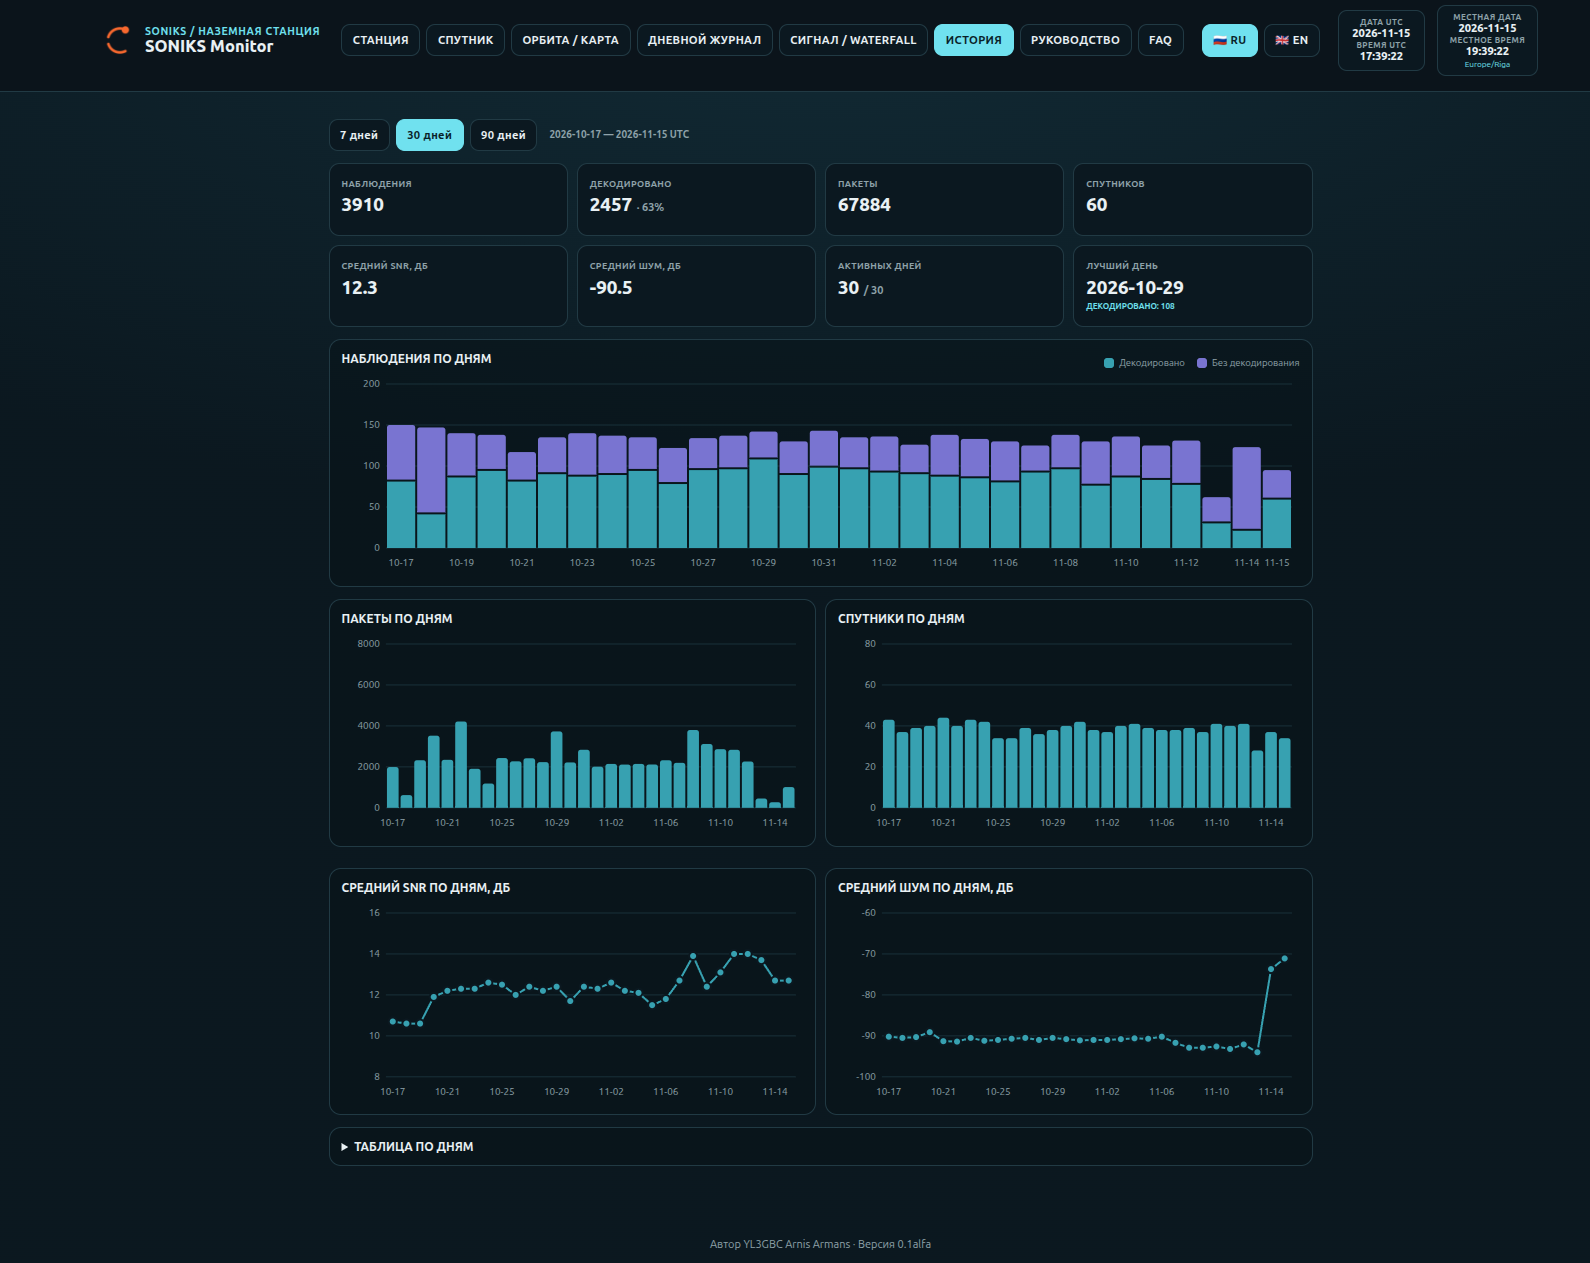 SONIKS / НАЗЕМНАЯ СТАНЦИЯ
SONIKS Monitor
СТАНЦИЯ
СПУТНИК
ОРБИТА / КАРТА
ДНЕВНОЙ ЖУРНАЛ
СИГНАЛ / WATERFALL
ИСТОРИЯ
РУКОВОДСТВО
FAQ
RU
EN
ДАТА UTC
2026-11-15
ВРЕМЯ UTC
17:39:22
МЕСТНАЯ ДАТА
2026-11-15
МЕСТНОЕ ВРЕМЯ
19:39:22
Europe/Riga
7 дней
30 дней
90 дней
2026-10-17 — 2026-11-15 UTC
НАБЛЮДЕНИЯ
3910
ДЕКОДИРОВАНО
2457 · 63%
ПАКЕТЫ
67884
СПУТНИКОВ
60
СРЕДНИЙ SNR, ДБ
12.3
СРЕДНИЙ ШУМ, ДБ
-90.5
АКТИВНЫХ ДНЕЙ
30 / 30
ЛУЧШИЙ ДЕНЬ
2026-10-29
ДЕКОДИРОВАНО: 108
НАБЛЮДЕНИЯ ПО ДНЯМ
Декодировано
Без декодирования
200
150
100
50
0
10-17 10-19 10-21 10-23 10-25 10-27 10-29 10-31 11-02 11-04 11-06 11-08 11-10 11-12 11-14 11-15
ПАКЕТЫ ПО ДНЯМ
8000
6000
4000
2000
0
10-17 10-21 10-25 10-29 11-02 11-06 11-10 11-14
СПУТНИКИ ПО ДНЯМ
80
60
40
20
0
10-17 10-21 10-25 10-29 11-02 11-06 11-10 11-14
СРЕДНИЙ SNR ПО ДНЯМ, ДБ
16
14
12
10
8
10-17 10-21 10-25 10-29 11-02 11-06 11-10 11-14
СРЕДНИЙ ШУМ ПО ДНЯМ, ДБ
-60
-70
-80
-90
-100
10-17 10-21 10-25 10-29 11-02 11-06 11-10 11-14
ТАБЛИЦА ПО ДНЯМ
Автор YL3GBC Arnis Armans · Версия 0.1alfa